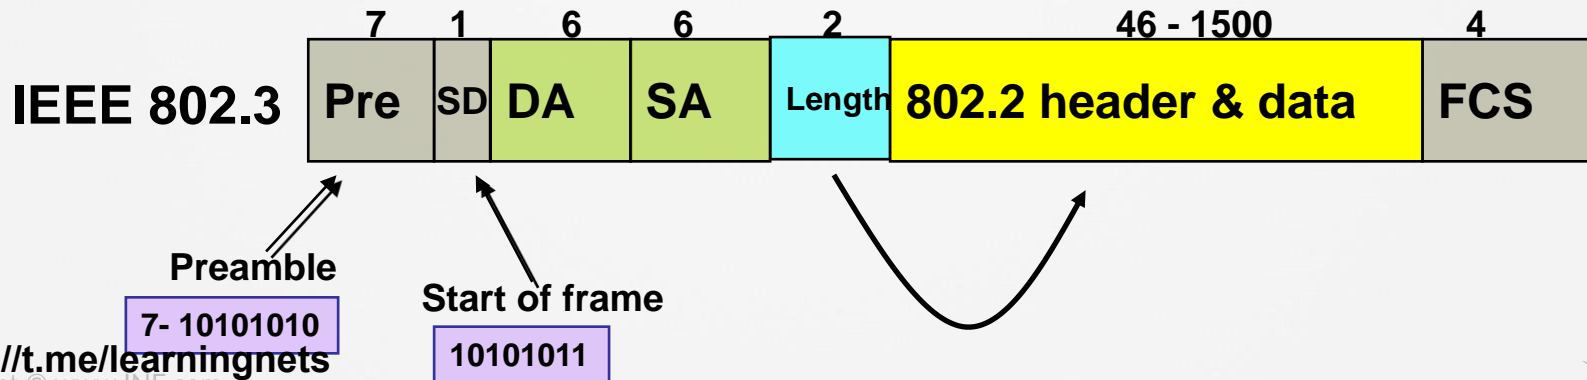 7 1 6 6 2 46 - 1500 4
IEEE 802.3 Pre SD DA SA Length 802.2 header & data FCS
Preamble
Start of frame
7- 10101010
10101011
//t.me/learningnets